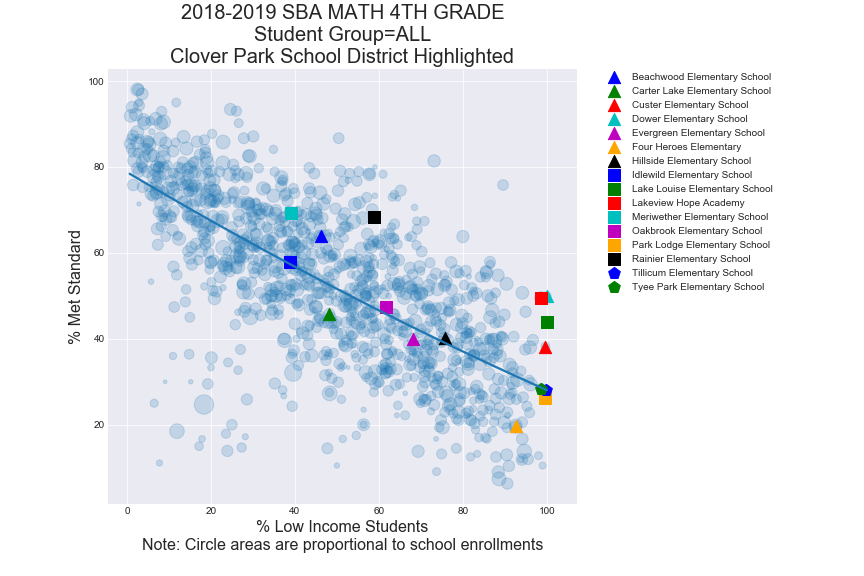 2018-2019 SBA MATH 4TH GRADE
Student Group=ALL
Clover Park School District Highlighted
% Met Standard
100
80
60
40
20
0 20 40 60 80 100
% Low Income Students
Note: Circle areas are proportional to school enrollments
Beachwood Elementary School
Carter Lake Elementary School
Custer Elementary School
Dower Elementary School
Evergreen Elementary School
Four Heroes Elementary
Hillside Elementary School
Idlewild Elementary School
Lake Louise Elementary School
Lakeview Hope Academy
Meriwether Elementary School
Oakbrook Elementary School
Park Lodge Elementary School
Rainier Elementary School
Tillicum Elementary School
Tyee Park Elementary School